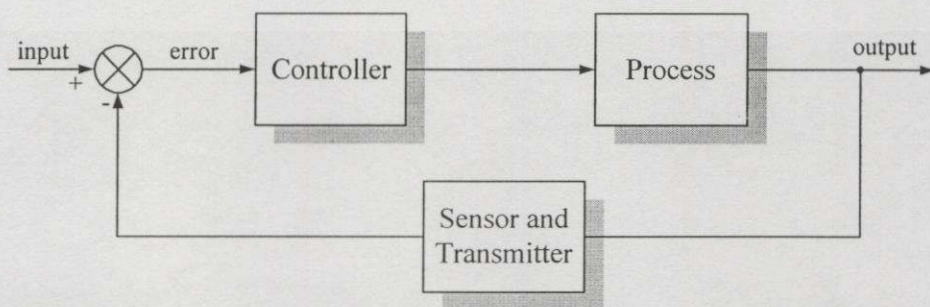 input
+
-
error
Controller
Process
output
Sensor and
Transmitter